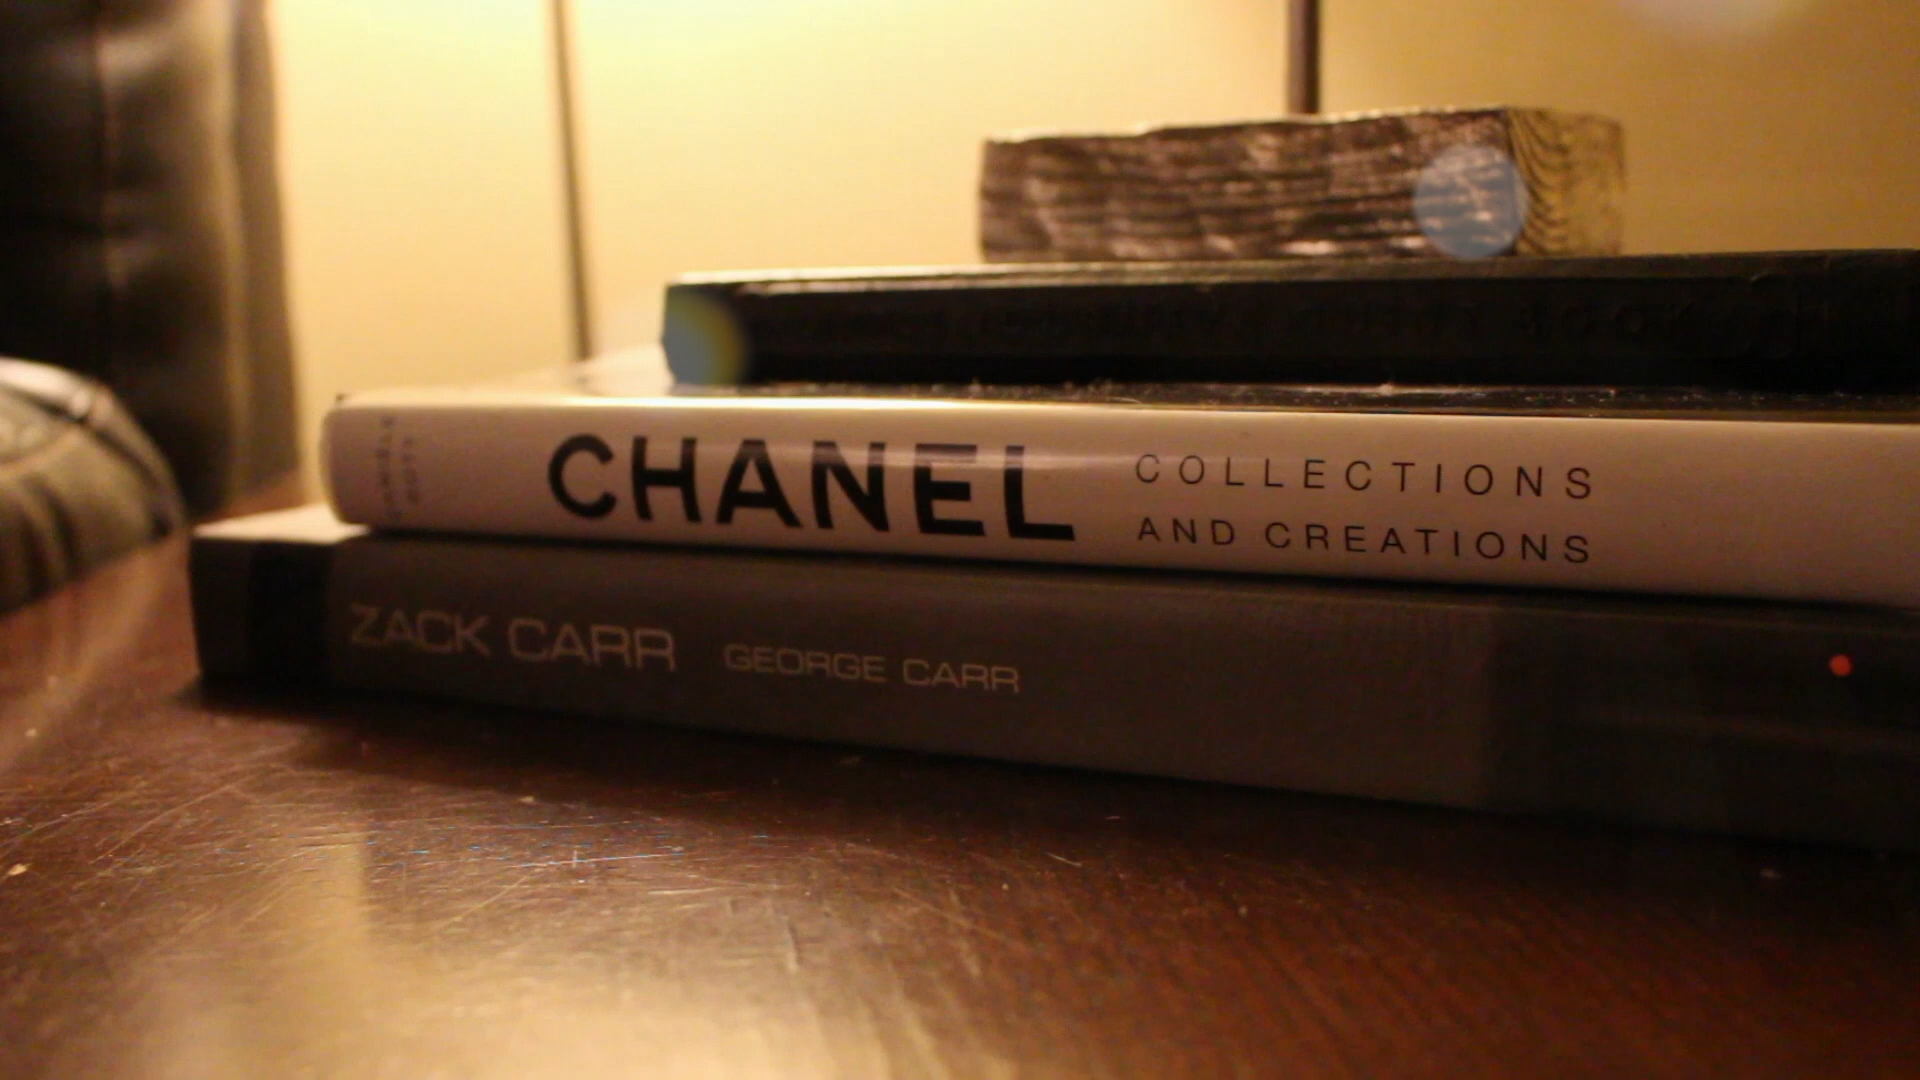 CHANEL
COLLECTIONS
AND CREATIONS
ZACK CARR GEORGE CARR